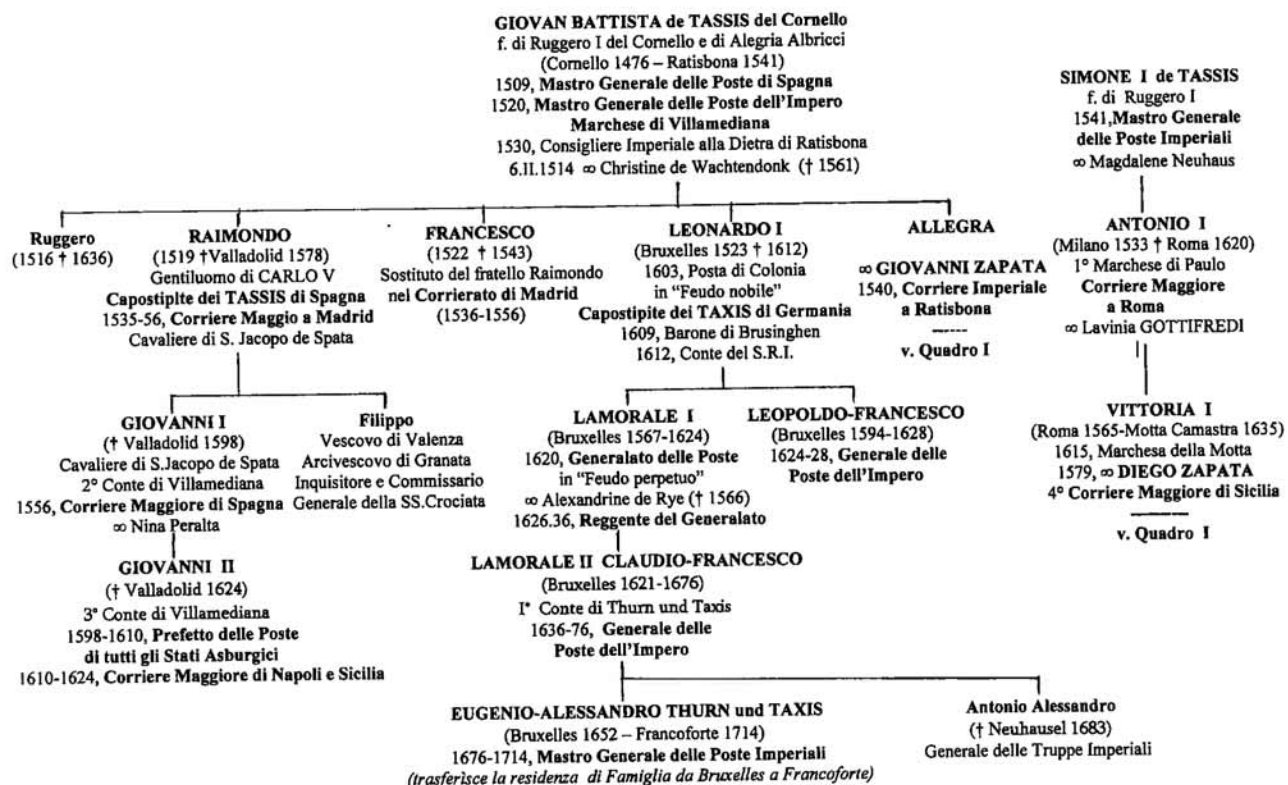 GIOVAN BATTISTA de TASSIS del Cornello
f. di Ruggero I del Cornello e di Alegria Albricci
(Cornello 1476 – Ratisbona 1541)
1509, Mastro Generale delle Poste di Spagna
1520, Mastro Generale delle Poste dell'Impero
Marchese di Villamediana
1530, Consigliere Imperiale alla Dietra di Ratisbona
6.II.1514 ∞ Christine de Wachtendonk († 1561)
SIMONE I de TASSIS
f. di Ruggero I
1541,Mastro Generale
delle Poste Imperiali
∞ Magdalene Neuhaus
Ruggero
(1516 † 1636)
RAIMONDO
(1519 †Valladolid 1578)
Gentiluomo di CARLO V
Capostipite dei TASSIS di Spagna
1535-56, Corriere Maggio a Madrid
Cavaliere di S. Jacopo de Spata
FRANCESCO
(1522 † 1543)
Sostituto del fratello Raimondo
nel Corrierato di Madrid
(1536-1556)
LEONARDO I
(Bruxelles 1523 † 1612)
1603, Posta di Colonia
in "Feudo nobile"
Capostipite dei TAXIS di Germania
1609, Barone di Brusinghen
1612, Conte del S.R.I.
ALLEGRA
∞ GIOVANNI ZAPATA
1540, Corriere Imperiale
a Ratisbona
------
v. Quadro I
ANTONIO I
(Milano 1533 † Roma 1620)
1° Marchese di Paulo
Corriere Maggiore
a Roma
∞ Lavinia GOTTIFREDI
GIOVANNI I
(† Valladolid 1598)
Cavaliere di S.Jacopo de Spata
2° Conte di Villamediana
1556, Corriere Maggiore di Spagna
∞ Nina Peralta
Filippo
Vescovo di Valenza
Arcivescovo di Granata
Inquisitore e Commissario
Generale della SS.Crociata
LAMORALE I
(Bruxelles 1567-1624)
1620, Generalato delle Poste
in "Feudo perpetuo"
∞ Alexandrine de Rye († 1566)
1626.36, Reggente del Generalato
LEOPOLDO-FRANCESCO
(Bruxelles 1594-1628)
1624-28, Generale delle
Poste dell'Impero
VITTORIA I
(Roma 1565-Motta Camastra 1635)
1615, Marchesa della Motta
1579, ∞ DIEGO ZAPATA
4° Corriere Maggiore di Sicilia
v. Quadro I
GIOVANNI II
(† Valladolid 1624)
3° Conte di Villamediana
1598-1610, Prefetto delle Poste
di tutti gli Stati Asburgici
1610-1624, Corriere Maggiore di Napoli e Sicilia
LAMORALE II CLAUDIO-FRANCESCO
(Bruxelles 1621-1676)
I° Conte di Thurn und Taxis
1636-76, Generale delle
Poste dell'Impero
EUGENIO-ALESSANDRO THURN und TAXIS
(Bruxelles 1652 – Francoforte 1714)
1676-1714, Mastro Generale delle Poste Imperiali
(trasferisce la residenza di Famiglia da Bruxelles a Francoforte)
Antonio Alessandro
(† Neuhausel 1683)
Generale delle Truppe Imperiali